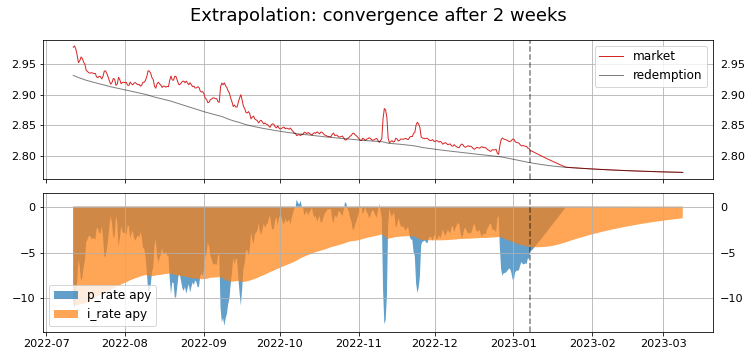 Extrapolation: convergence after 2 weeks
2.95
2.90
2.85
2.80
market
redemption
2.95
2.90
2.85
2.80
0
−5
−10
p_rate apy
i_rate apy
0
−5
−10
2022-07 2022-08 2022-09 2022-10 2022-11 2022-12 2023-01 2023-02 2023-03